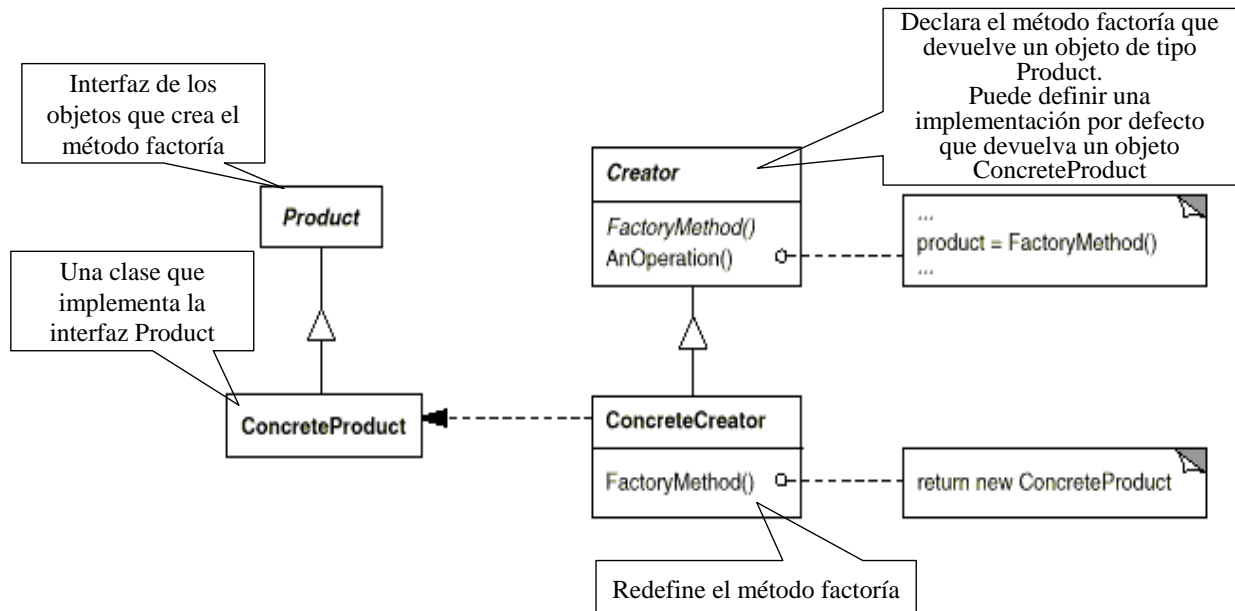 Declara el método factoría que
devuelve un objeto de tipo
Product.
Puede definir una
implementación por defecto
que devuelva un objeto
ConcreteProduct
Interfaz de los
objetos que crea el
método factoría
Creator
FactoryMethod()
AnOperation()
...
product = FactoryMethod()
...
Product
Una clase que
implementa la
interfaz Product
ConcreteProduct
ConcreteCreator
FactoryMethod()
return new ConcreteProduct
Redefine el método factoría